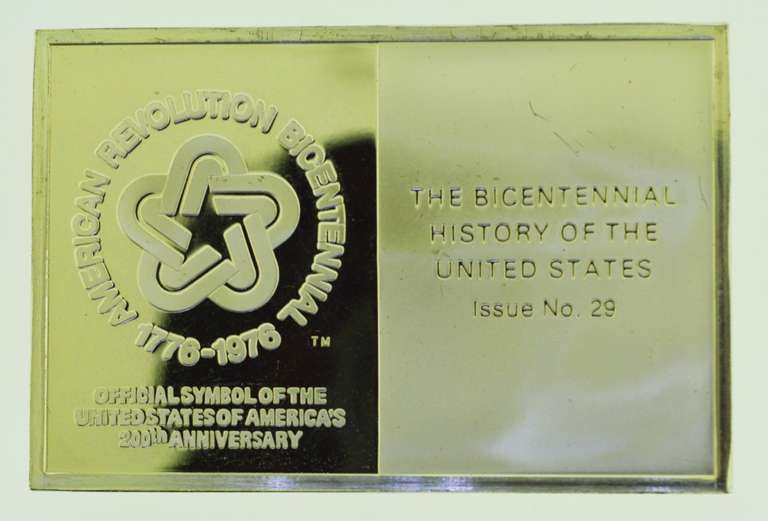 AMERICAN REVOLUTION BICENTENNIAL
1776-1976
TM
OFFICIAL SYMBOL OF THE
UNITED STATES OF AMERICA'S
200th ANNIVERSARY
THE BICENTENNIAL
HISTORY OF THE
UNITED STATES
Issue No. 29